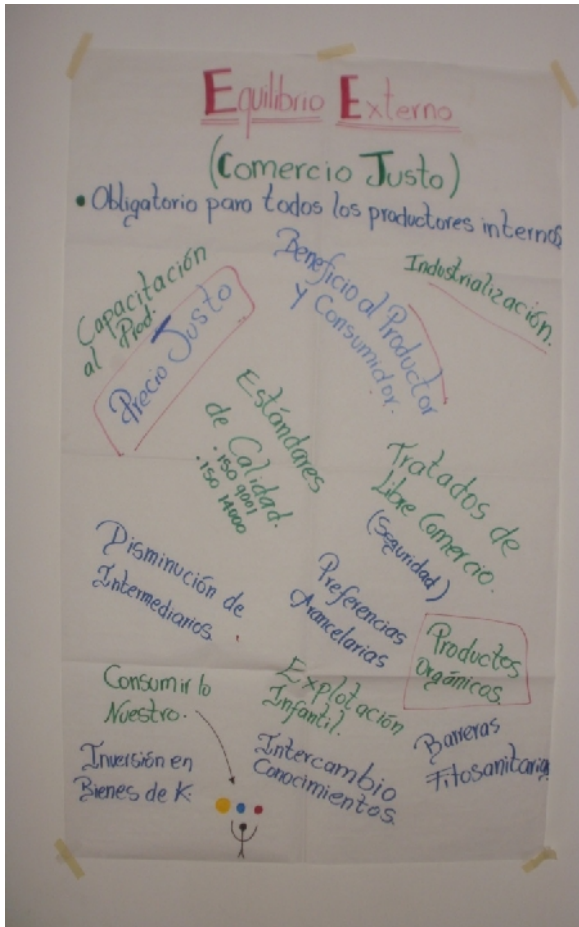 Equilibrio Externo
(Comercio Justo)
• Obligatorio para todos los productores internos
Capacitación
al Prod.
Precio Justo
Beneficio al Productor
y Consumidor.
Industrialización.
Estándares
de Calidad.
. ISO 9001
. ISO 14000
Tratados de
Libre Comercio.
(Seguridad)
Disminución de
Intermediarios.
Preferencias
Arancelarias
Productos
Orgánicos.
Consumir lo
Nuestro.
Explotación
Infantil.
Barreras
Fitosanitarias
Inversión en
Bienes de K.
Intercambio
Conocimientos.